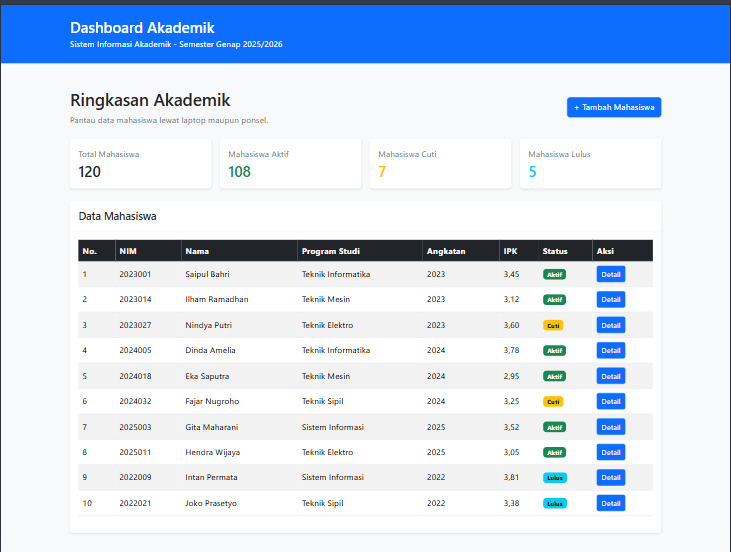 Dashboard Akademik
Sistem Informasi Akademik - Semester Genap 2025/2026
Ringkasan Akademik
+ Tambah Mahasiswa
Pantau data mahasiswa lewat laptop maupun ponsel.
Total Mahasiswa Mahasiswa Aktif Mahasiswa Cuti Mahasiswa Lulus
120 108 7 5
Data Mahasiswa
No. NIM Nama Program Studi Angkatan IPK Status Aksi
1 2023001 Saipul Bahri Teknik Informatika 2023 3,45 Aktif Detail
2 2023014 Ilham Ramadhan Teknik Mesin 2023 3,12 Aktif Detail
3 2023027 Nindya Putri Teknik Elektro 2023 3,60 Cuti Detail
4 2024005 Dinda Amelia Teknik Informatika 2024 3,78 Aktif Detail
5 2024018 Eka Saputra Teknik Mesin 2024 2,95 Aktif Detail
6 2024032 Fajar Nugroho Teknik Sipil 2024 3,25 Cuti Detail
7 2025003 Gita Maharani Sistem Informasi 2025 3,52 Aktif Detail
8 2025011 Hendra Wijaya Teknik Elektro 2025 3,05 Aktif Detail
9 2022009 Intan Permata Sistem Informasi 2022 3,81 Lulus Detail
10 2022021 Joko Prasetyo Teknik Sipil 2022 3,38 Lulus Detail